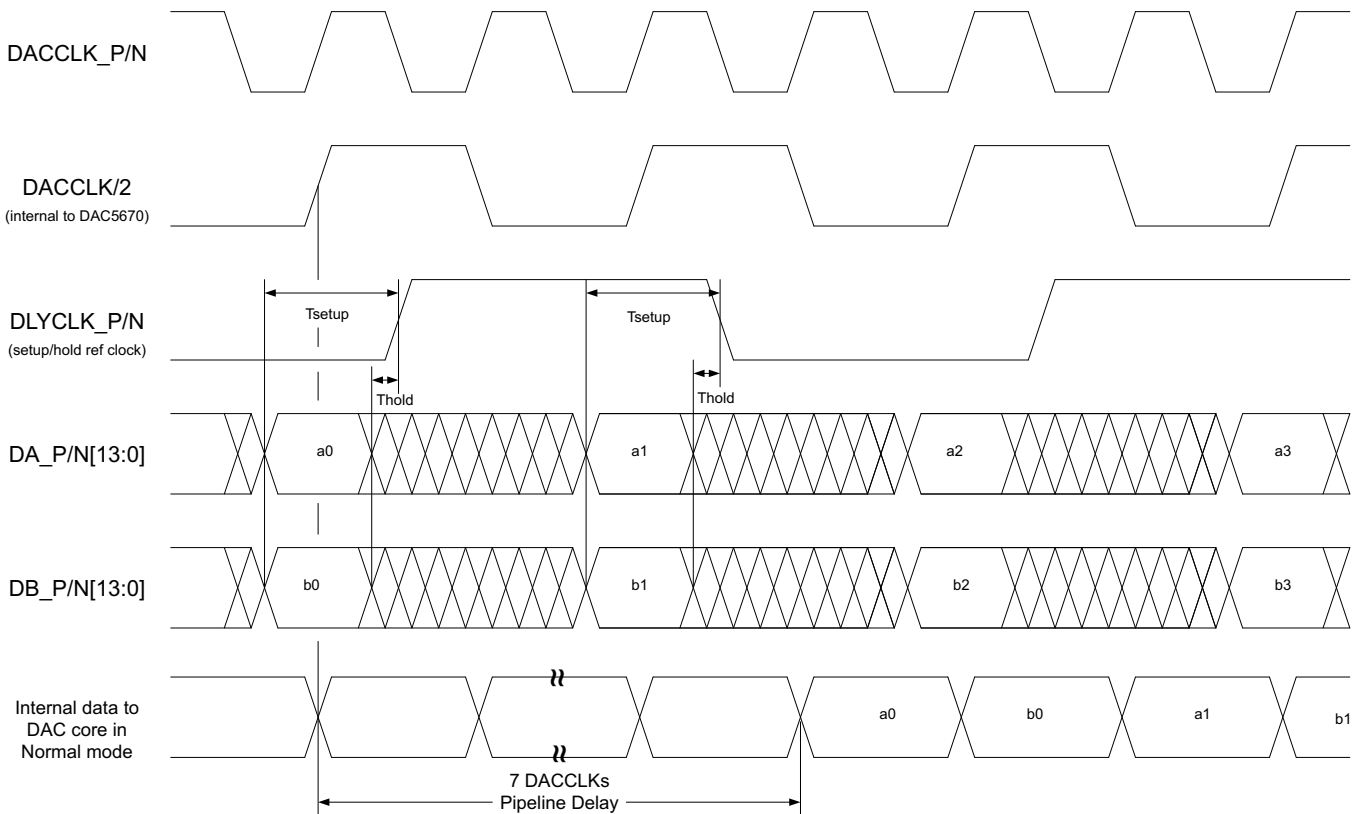 DACCLK_P/N
DACCLK/2
(internal to DAC5670)
DLYCLK_P/N
(setup/hold ref clock)
Tsetup
Tsetup
Thold
Thold
DA_P/N[13:0]
a0
a1
a2
a3
DB_P/N[13:0]
b0
b1
b2
b3
Internal data to
DAC core in
Normal mode
a0
b0
a1
b1
7 DACCLKs
Pipeline Delay